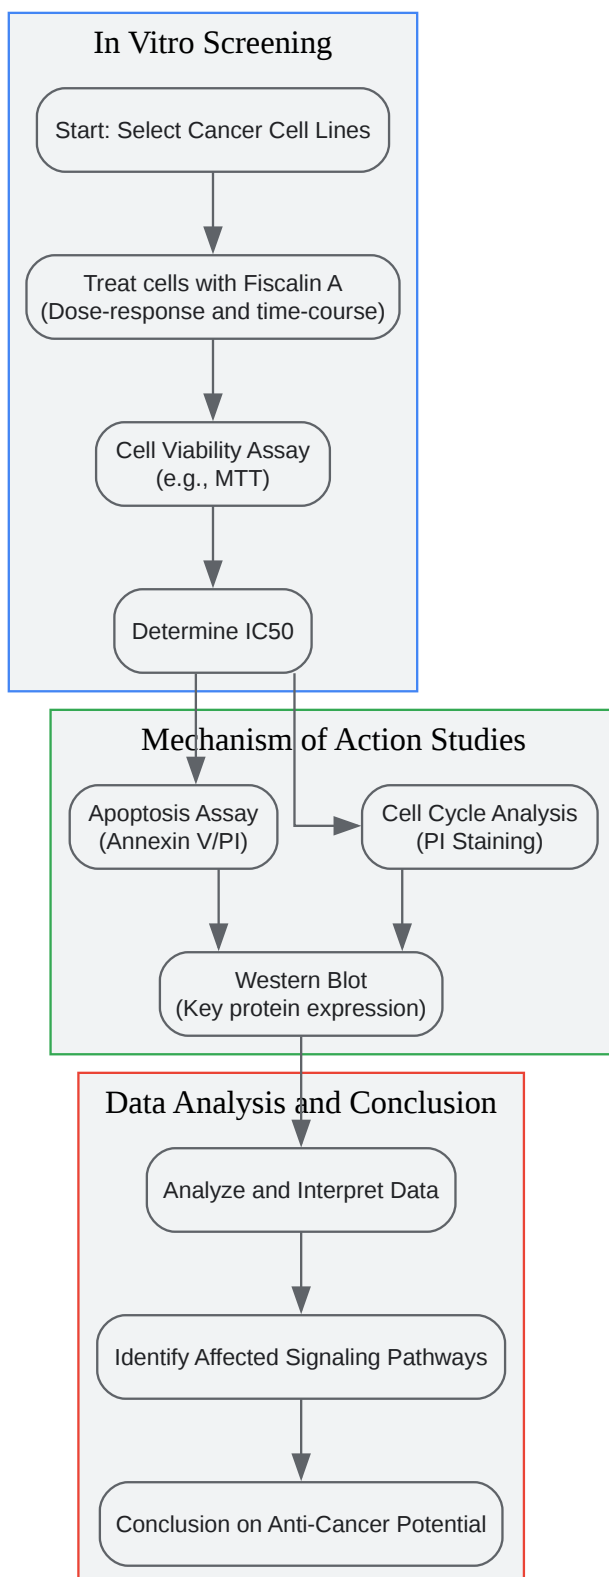 In Vitro Screening
Start: Select Cancer Cell Lines
Treat cells with Fiscalin A
(Dose-response and time-course)
Cell Viability Assay
(e.g., MTT)
Determine IC50
Mechanism of Action Studies
Apoptosis Assay
(Annexin V/PI)
Cell Cycle Analysis
(PI Staining)
Western Blot
(Key protein expression)
Data Analysis and Conclusion
Analyze and Interpret Data
Identify Affected Signaling Pathways
Conclusion on Anti-Cancer Potential